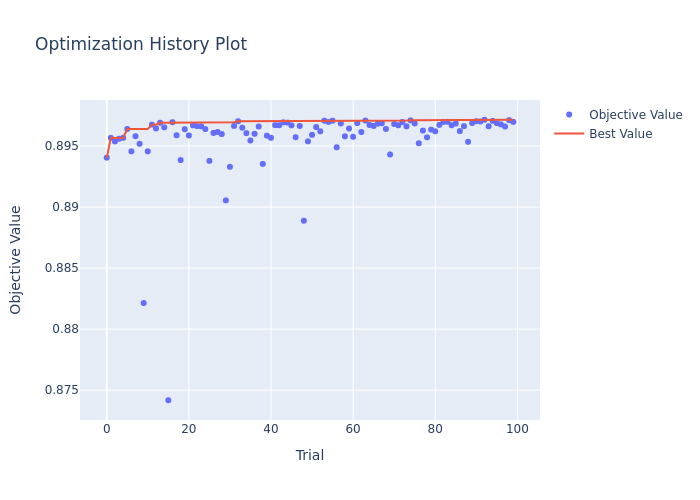 Optimization History Plot
Objective Value
Best Value
0.895
0.89
0.885
0.88
0.875
Objective Value
0
20
40
60
80
100
Trial